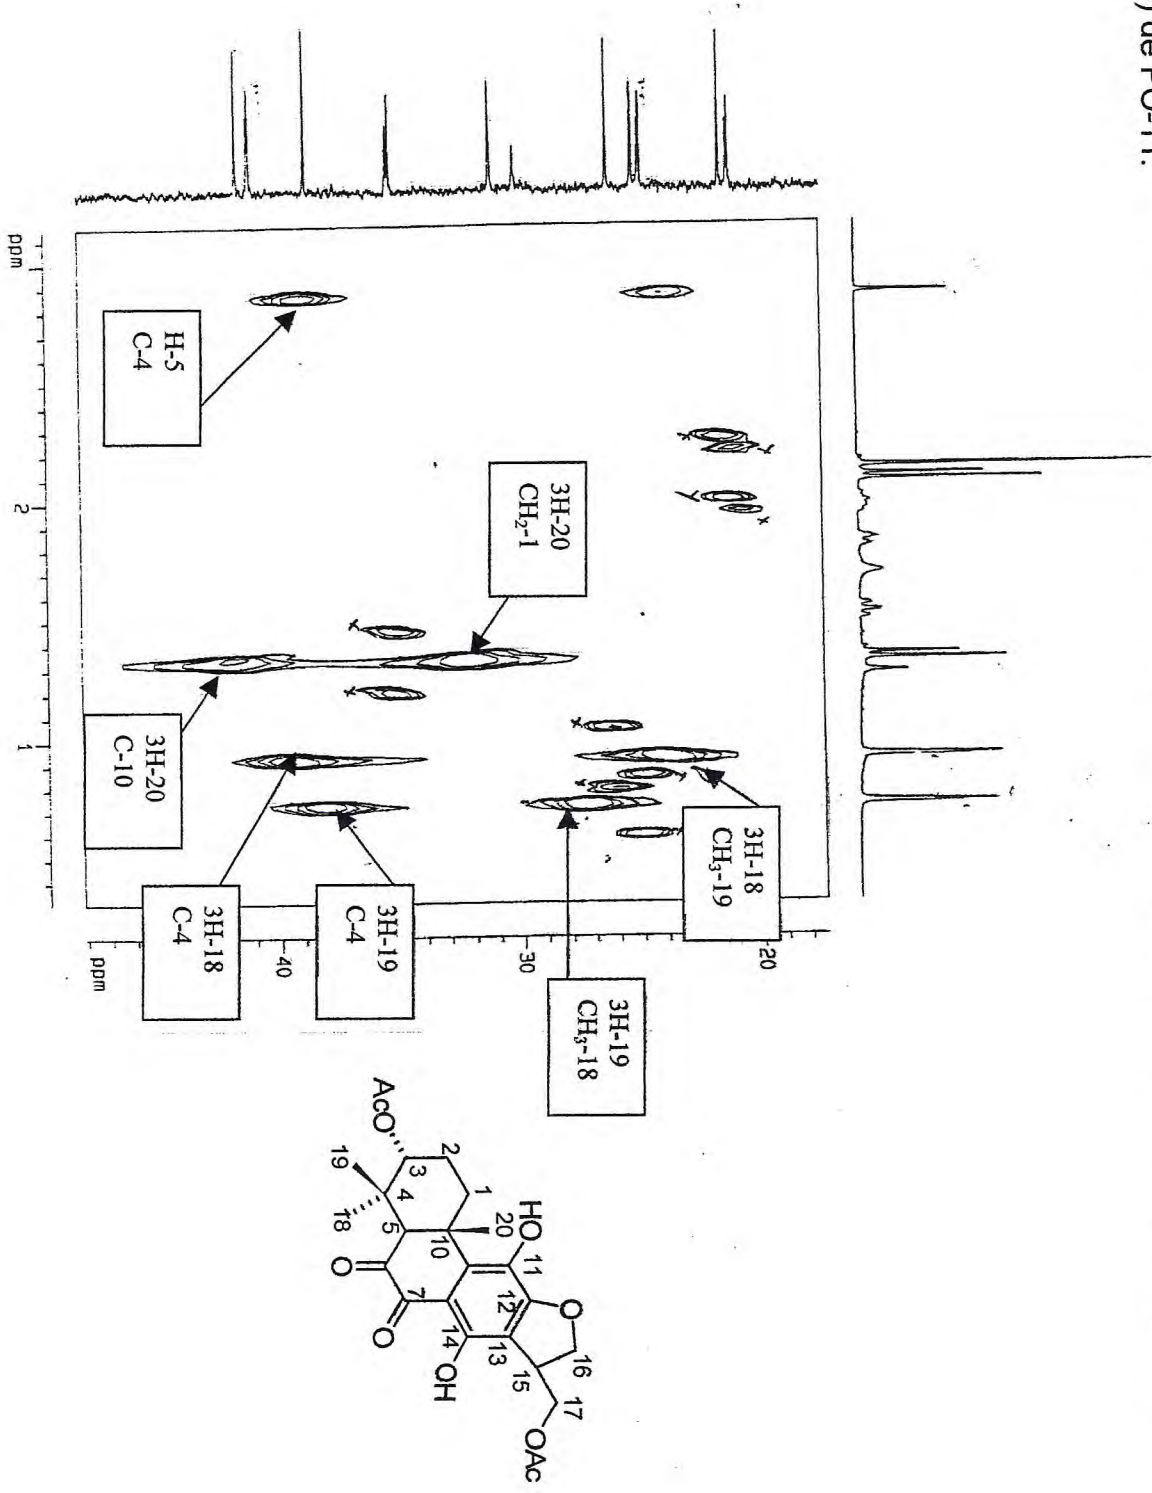 ) de PO-11.
ppm
2
1
ppm
40
30
20
H-5
C-4
3H-20
CH₂-1
3H-20
C-10
3H-18
C-4
3H-19
C-4
3H-18
CH₃-19
3H-19
CH₃-18
AcO
19
18
2
3
4
1
5
10
20
HO
11
12
O
O
7
O
14
OH
13
15
16
17
OAc